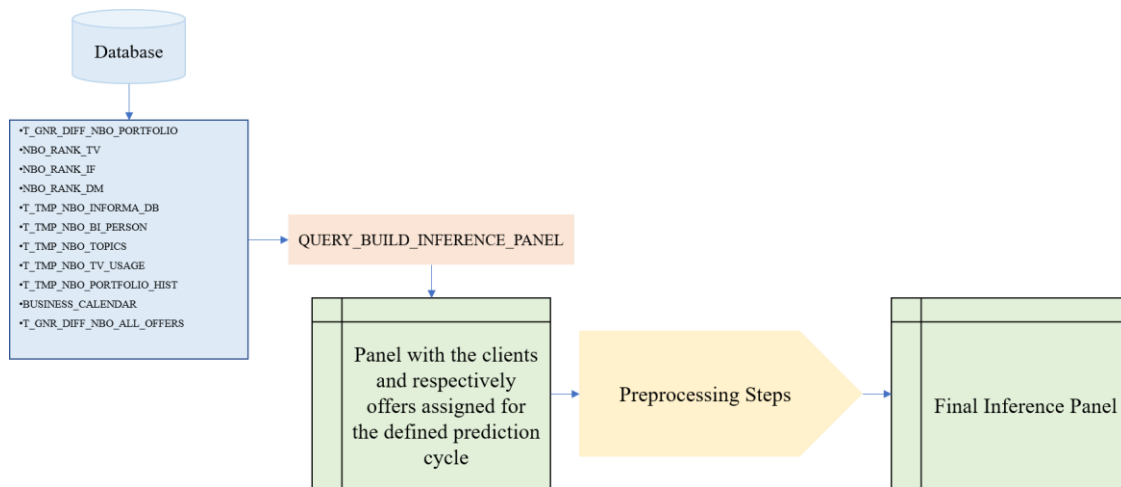 Database
•T_GNR_DIFF_NBO_PORTFOLIO
•NBO_RANK_TV
•NBO_RANK_IF
•NBO_RANK_DM
•T_TMP_NBO_INFORMA_DB
•T_TMP_NBO_BI_PERSON
•T_TMP_NBO_TOPICS
•T_TMP_NBO_TV_USAGE
•T_TMP_NBO_PORTFOLIO_HIST
•BUSINESS_CALENDAR
•T_GNR_DIFF_NBO_ALL_OFFERS
QUERY_BUILD_INFERENCE_PANEL
Panel with the clients
and respectively
offers assigned for
the defined prediction
cycle
Preprocessing Steps
Final Inference Panel